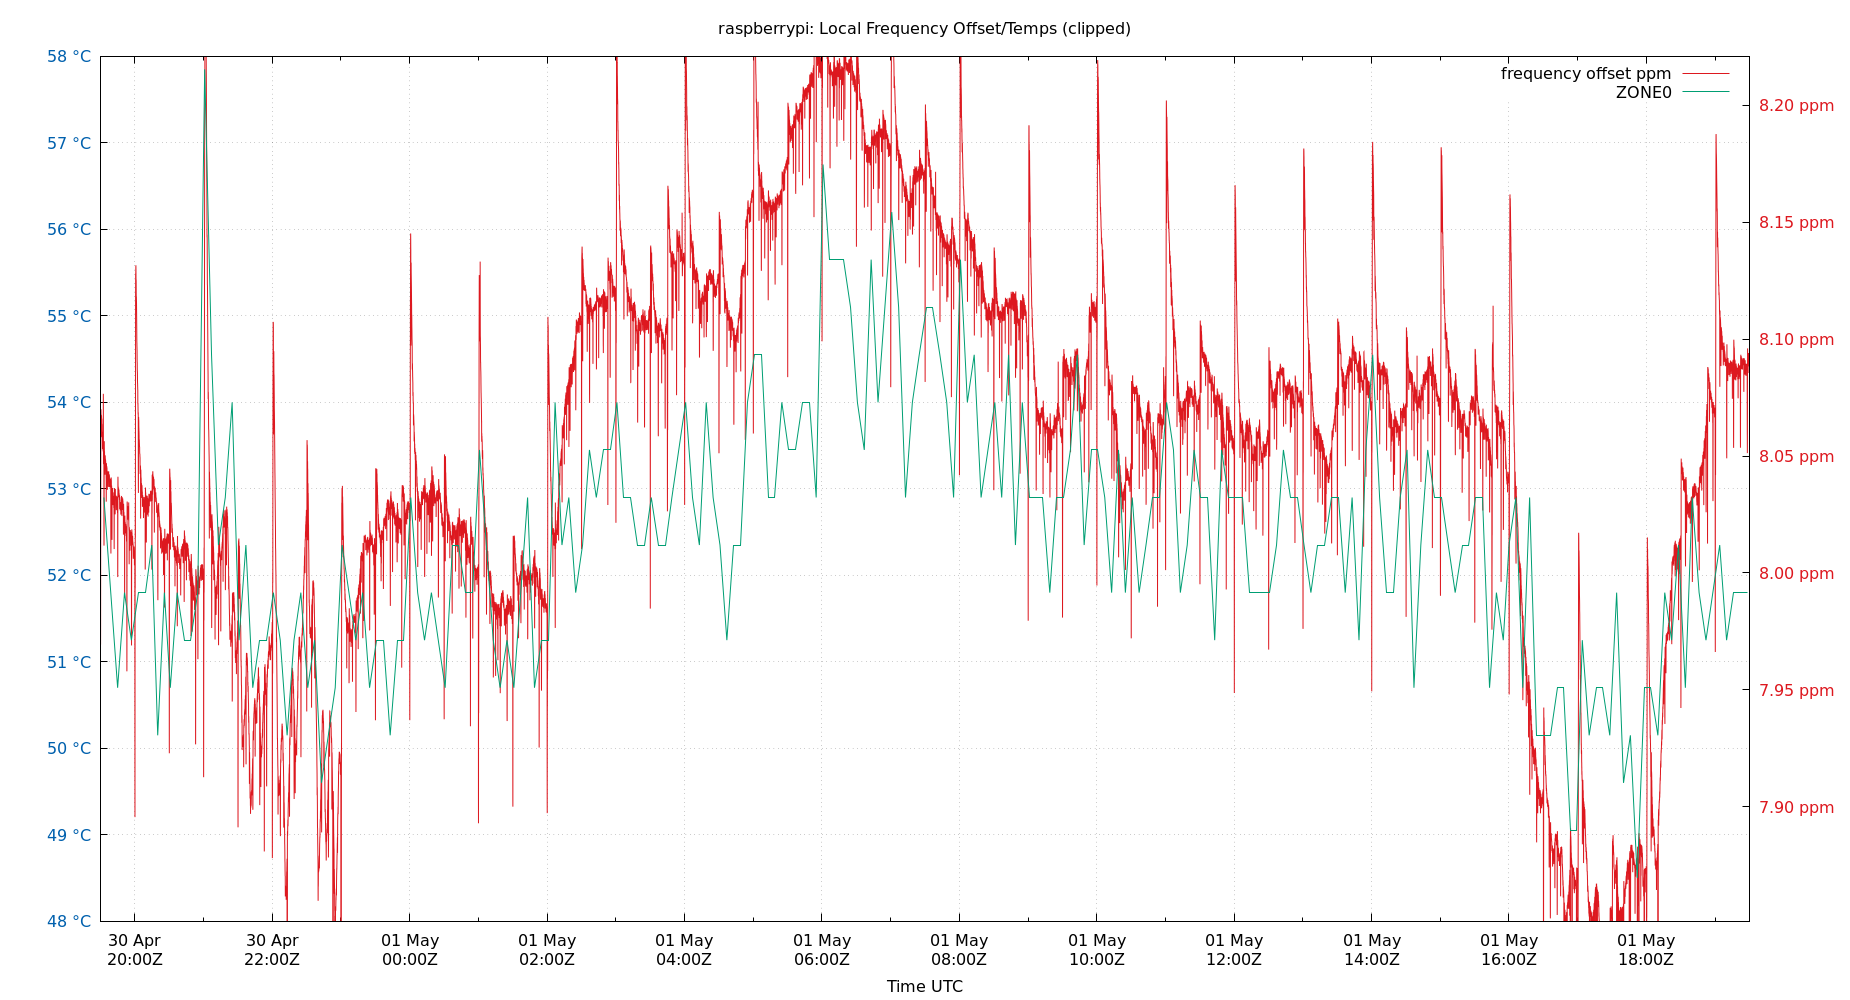 raspberrypi: Local Frequency Offset/Temps (clipped)
58 °C
57 °C
56 °C
55 °C
54 °C
53 °C
52 °C
51 °C
50 °C
49 °C
48 °C
frequency offset ppm
ZONE0
8.20 ppm
8.15 ppm
8.10 ppm
8.05 ppm
8.00 ppm
7.95 ppm
7.90 ppm
30 Apr 30 Apr 01 May 01 May 01 May 01 May 01 May 01 May 01 May 01 May 01 May 01 May
20:00Z 22:00Z 00:00Z 02:00Z 04:00Z 06:00Z 08:00Z 10:00Z 12:00Z 14:00Z 16:00Z 18:00Z
Time UTC